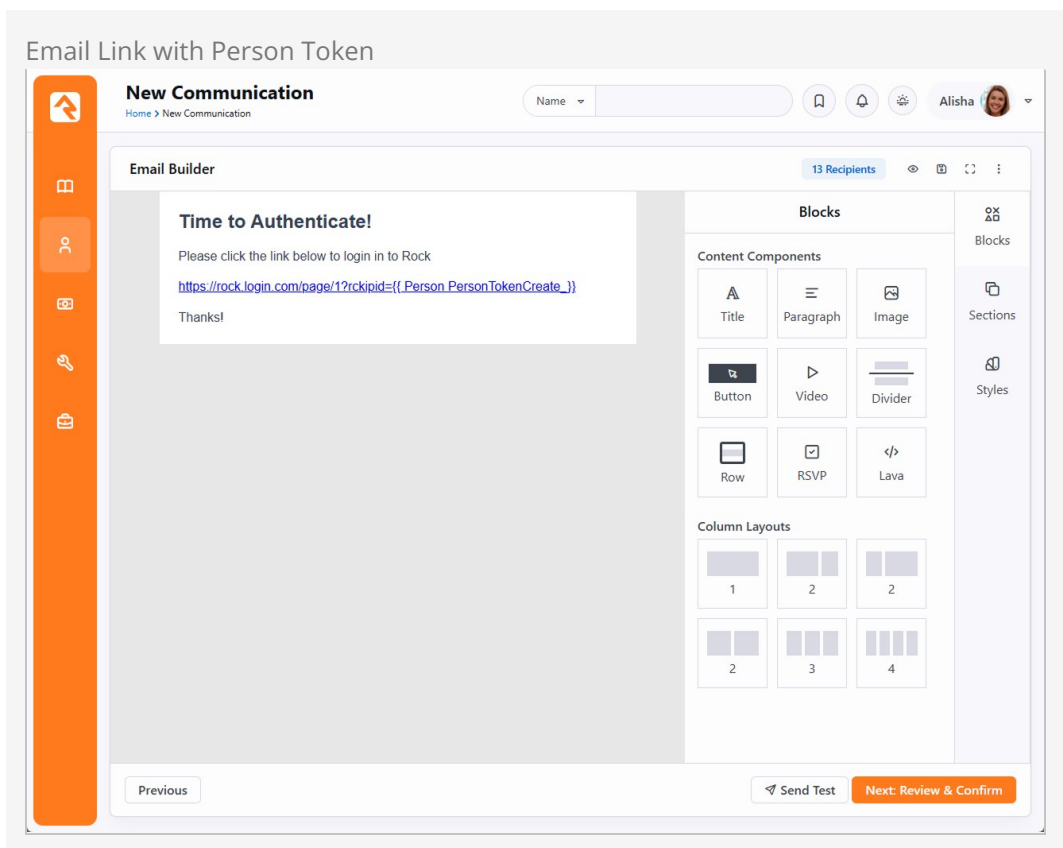 Email Link with Person Token
New Communication
Home > New Communication
Name
Alisha
Email Builder
13 Recipients
Time to Authenticate!
Please click the link below to login in to Rock
https://rock.login.com/page/1?rckipid={{ Person PersonTokenCreate_}}
Thanks!
Blocks
Content Components
Title Paragraph Image
Button Video Divider
Row RSVP Lava
Column Layouts
1 2 2
2 3 4
Blocks
Sections
Styles
Previous
Send Test
Next: Review & Confirm